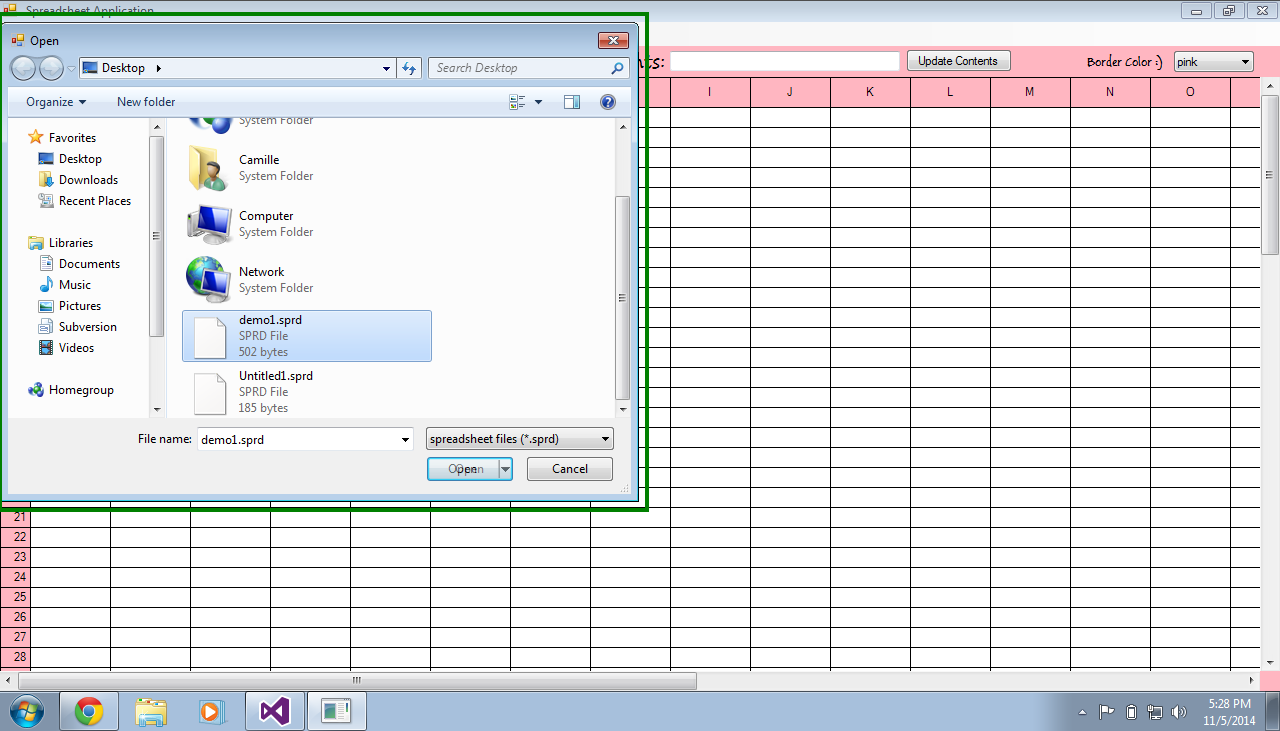 Spreadsheet Application
Open
Desktop
Search Desktop
Update Contents
Border Color :)
pink
Organize
New folder
I J K L M N O
Favorites
Desktop
Downloads
Recent Places
Libraries
Documents
Music
Pictures
Subversion
Videos
Homegroup
System Folder
Camille
System Folder
Computer
System Folder
Network
System Folder
demo1.sprd
SPRD File
502 bytes
Untitled1.sprd
SPRD File
185 bytes
File name:
demo1.sprd
spreadsheet files (*.sprd)
Open
Cancel
21
22
23
24
25
26
27
28
5:28 PM
11/5/2014